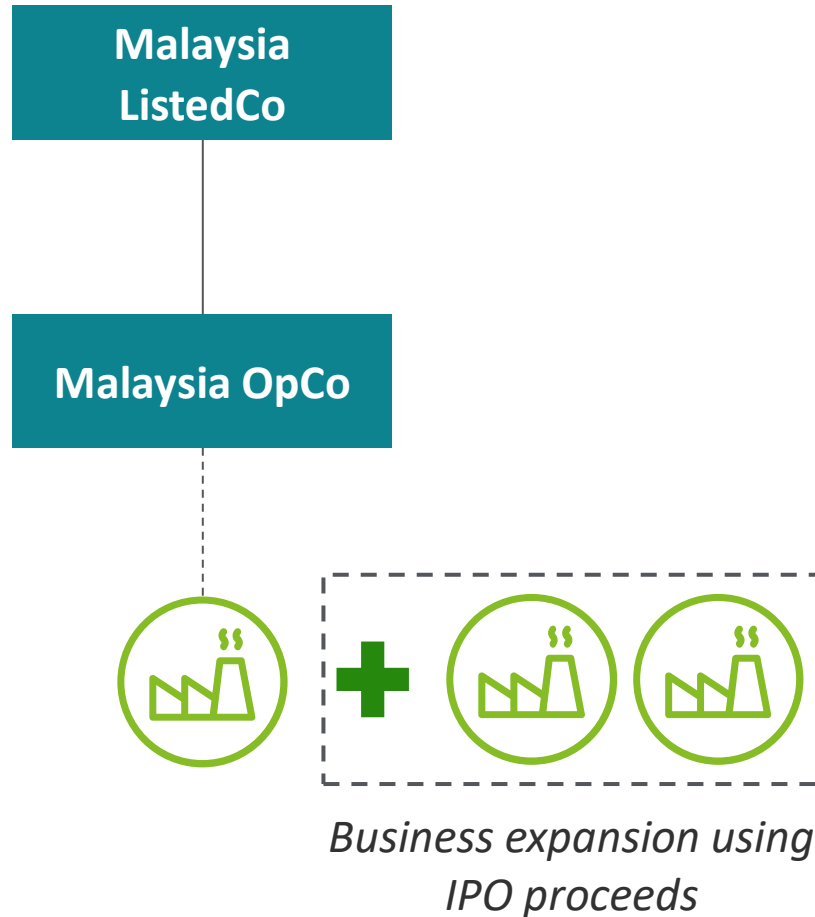 Malaysia
ListedCo
Malaysia OpCo
Business expansion using
IPO proceeds